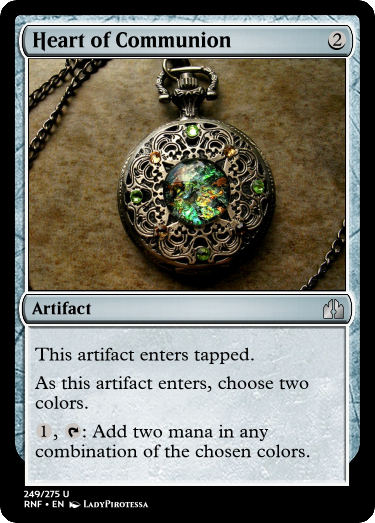 Heart of Communion 2
Artifact
This artifact enters tapped.
As this artifact enters, choose two
colors.
1, : Add two mana in any
combination of the chosen colors.
249/275 U
RNF • EN LadyPirotessa